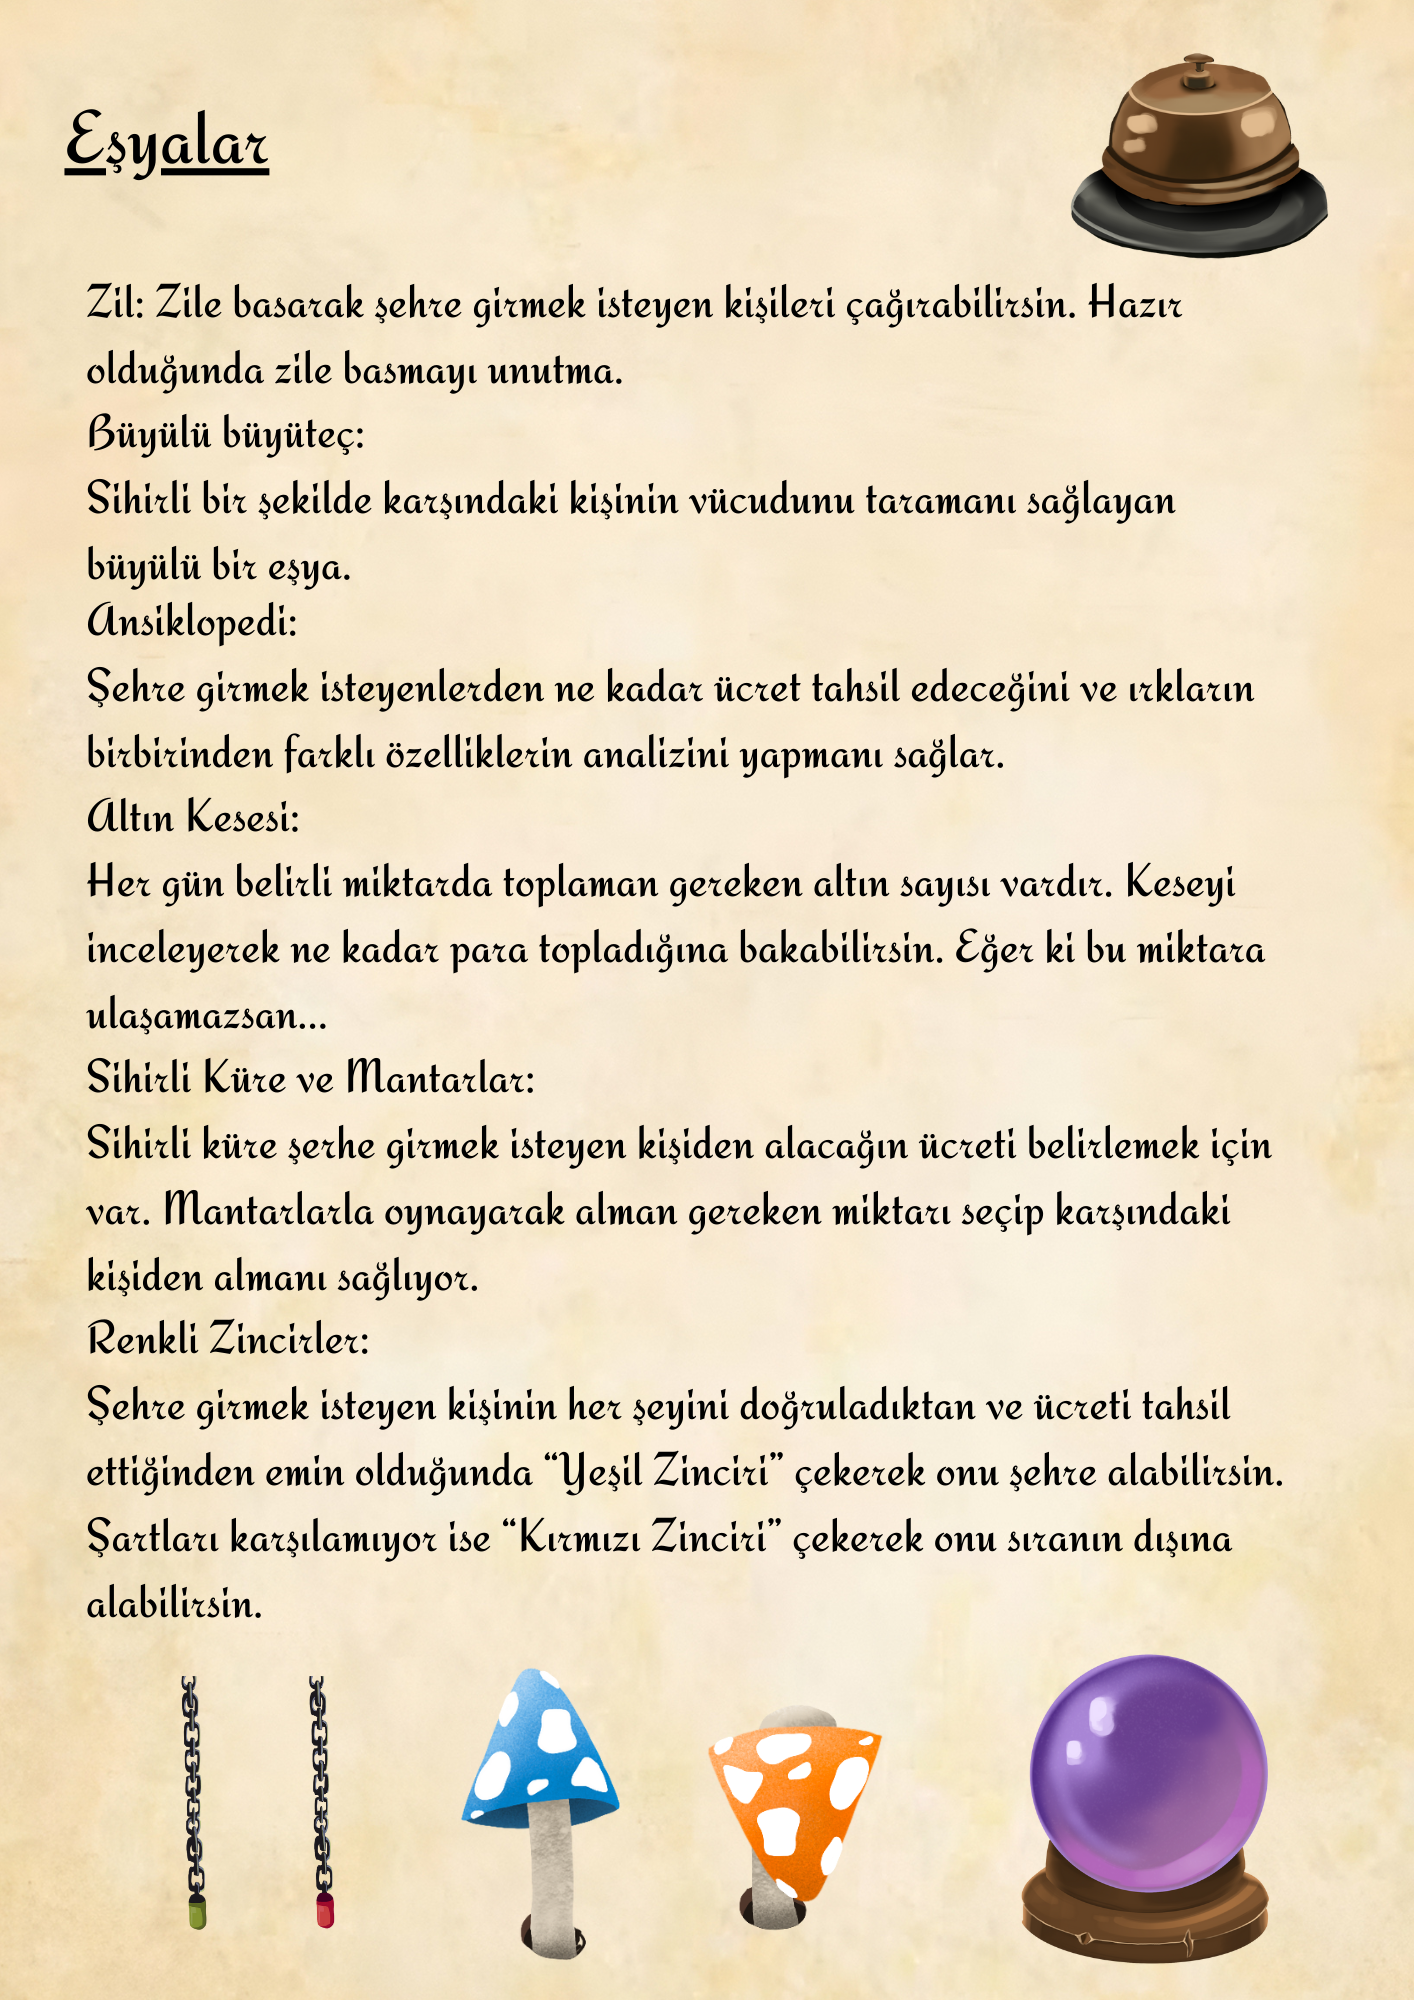 Eşyalar
Zil: Zile basarak şehre girmek isteyen kişileri çağırabilirsin. Hazır
olduğunda zile basmayı unutma.
Büyülü büyüteç:
Sihirli bir şekilde karşındaki kişinin vücudunu taramanı sağlayan
büyülü bir eşya.
Ansiklopedi:
Şehre girmek isteyenlerden ne kadar ücret tahsil edeceğini ve ırkların
birbirinden farklı özelliklerin analizini yapmanı sağlar.
Altın Kesesi:
Her gün belirli miktarda toplaman gereken altın sayısı vardır. Keseyi
inceleyerek ne kadar para topladığına bakabilirsin. Eğer ki bu miktara
ulaşamazsan...
Sihirli Küre ve Mantarlar:
Sihirli küre şerhe girmek isteyen kişiden alacağın ücreti belirlemek için
var. Mantarlarla oynayarak alman gereken miktarı seçip karşındaki
kişiden almanı sağlıyor.
Renkli Zincirler:
Şehre girmek isteyen kişinin her şeyini doğruladıktan ve ücreti tahsil
ettiğinden emin olduğunda “Yeşil Zinciri” çekerek onu şehre alabilirsin.
Şartları karşılamıyor ise “Kırmızı Zinciri” çekerek onu sıranın dışına
alabilirsin.